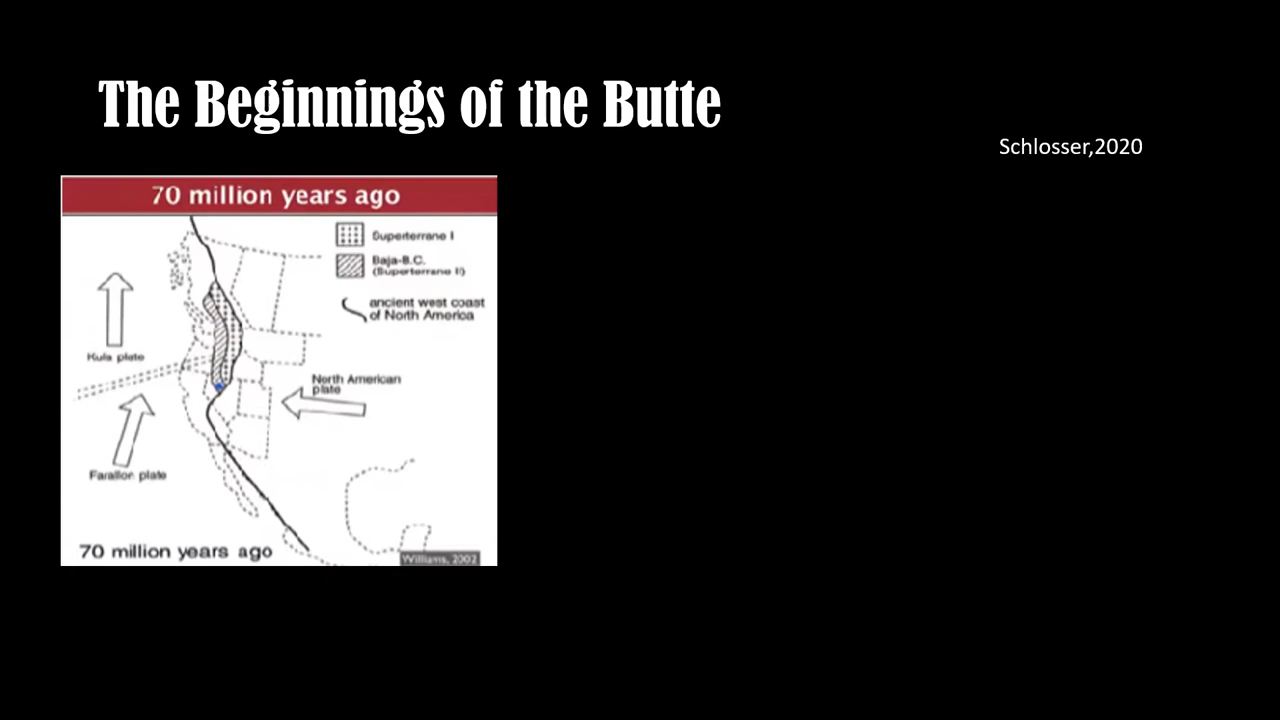 The Beginnings of the Butte
Schlosser,2020
70 million years ago
Superterrane I
Baja-B.C.
(Superterrane II)
ancient west coast
of North America
Kula plate
North American
plate
Farallon plate
70 million years ago
Williams, 2002